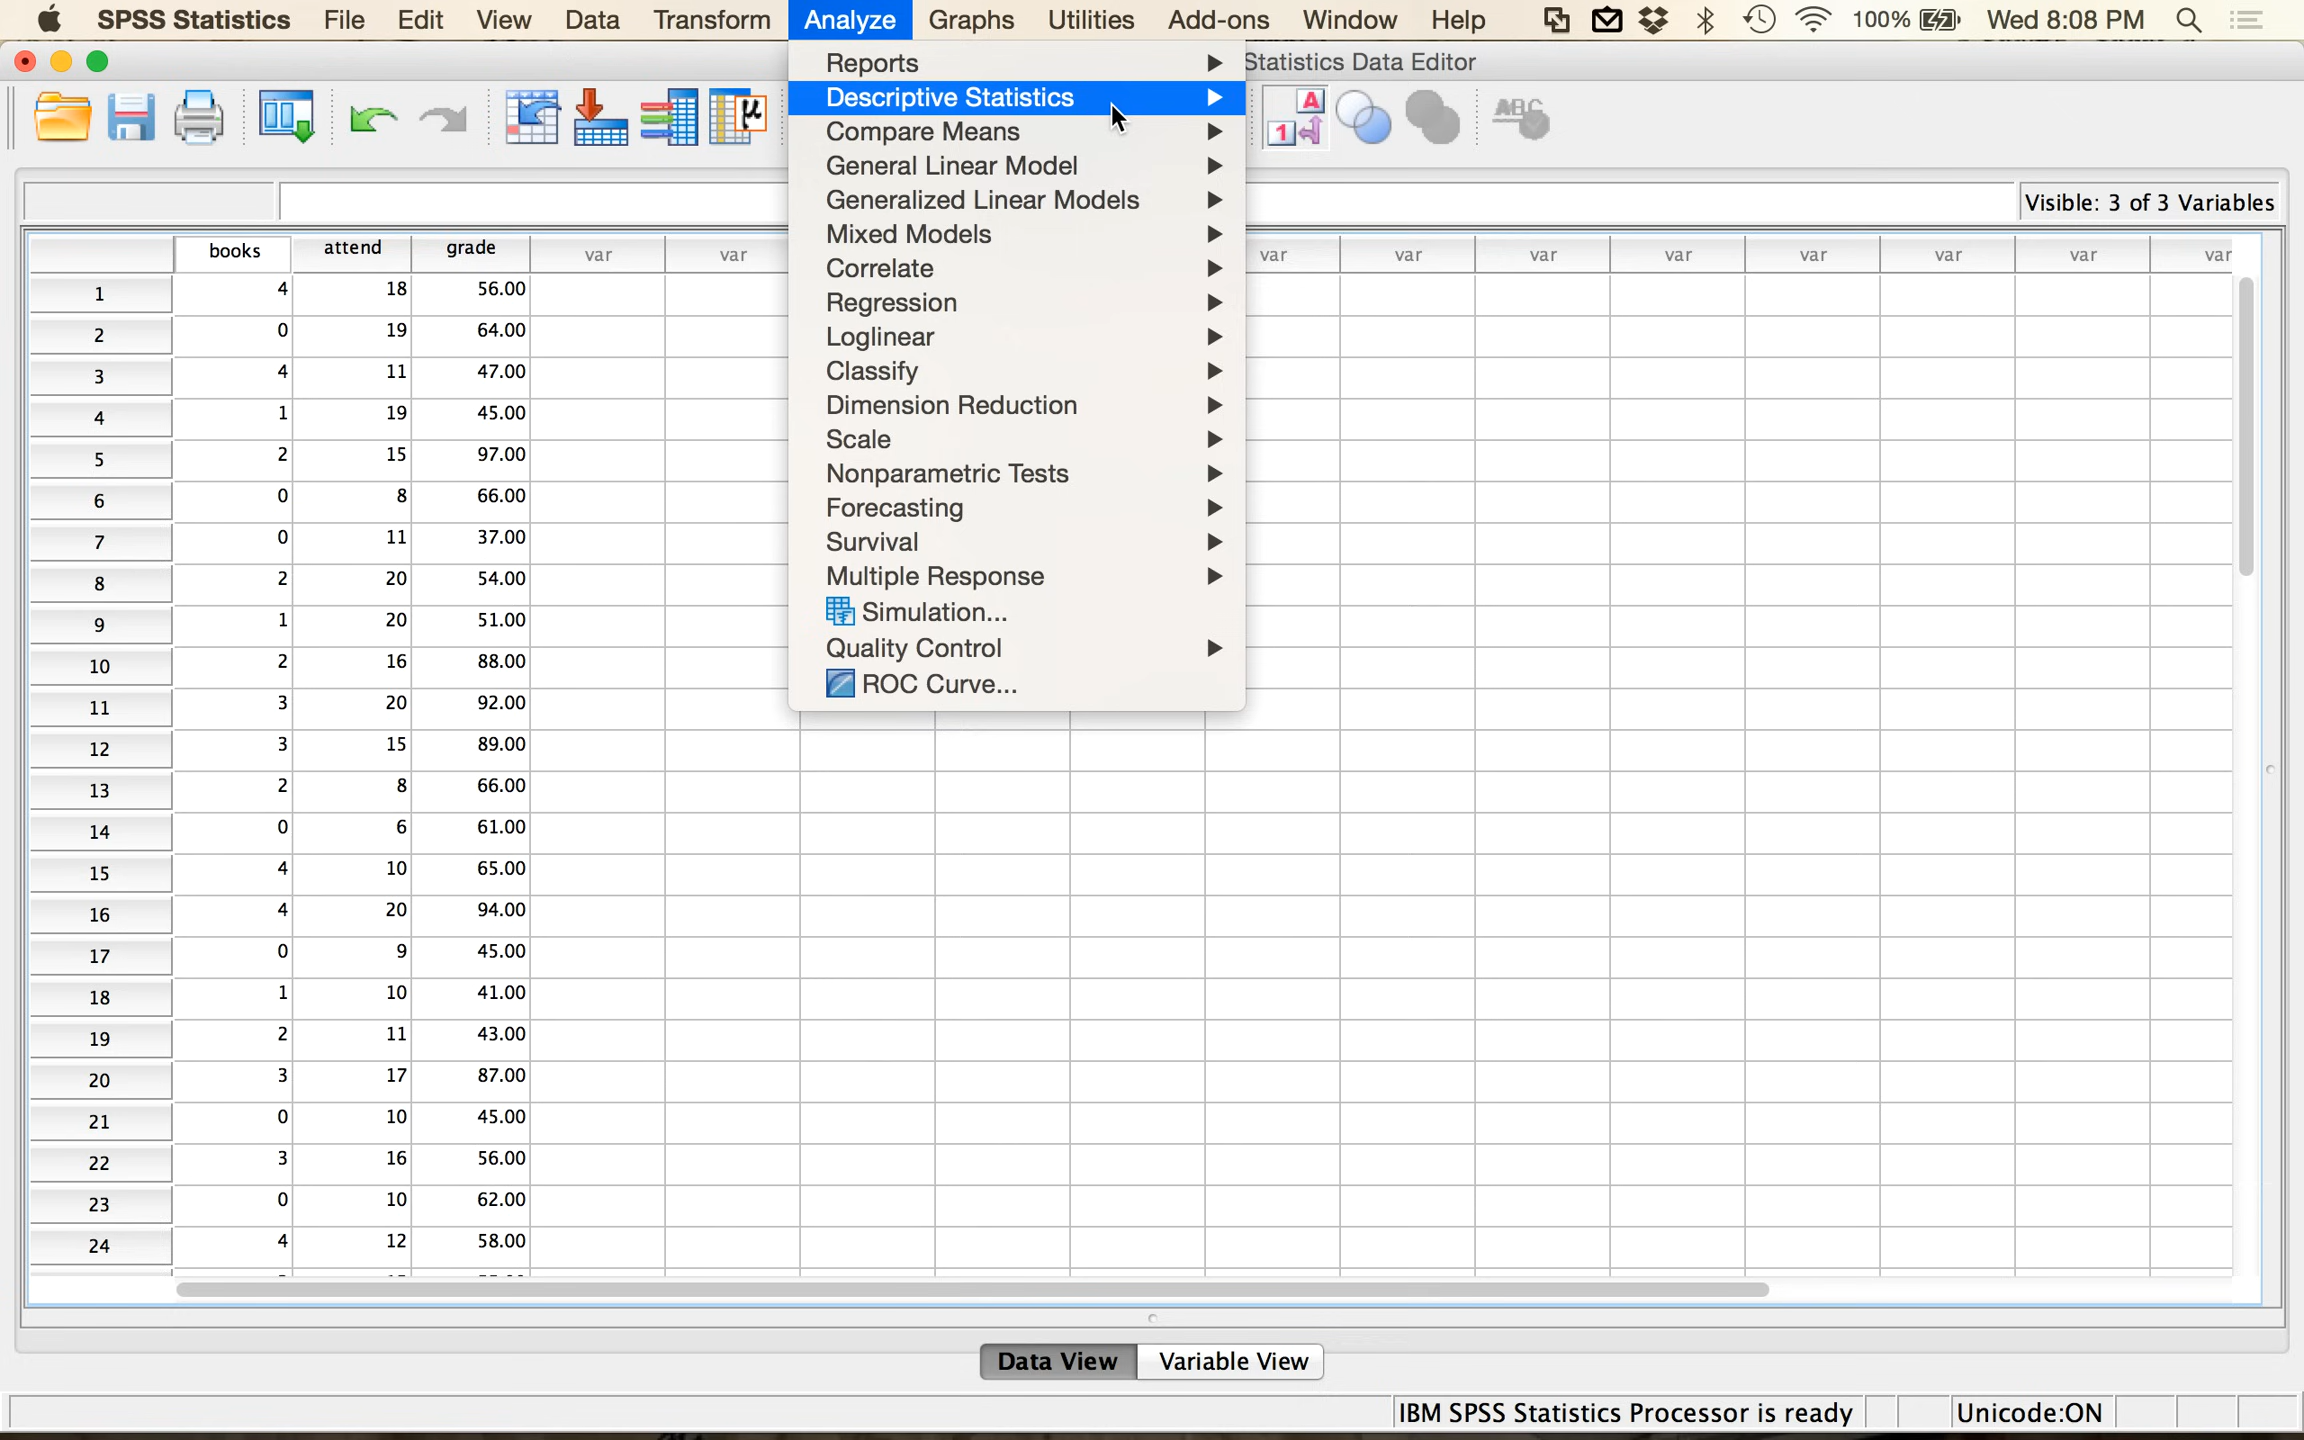 SPSS Statistics File Edit View Data Transform Analyze Graphs Utilities Add-ons Window Help 100% Wed 8:08 PM
Statistics Data Editor
Reports
Descriptive Statistics
Compare Means
General Linear Model
Generalized Linear Models
Mixed Models
Correlate
Regression
Loglinear
Classify
Dimension Reduction
Scale
Nonparametric Tests
Forecasting
Survival
Multiple Response
Simulation...
Quality Control
ROC Curve...
A
1
ABC
μ
Visible: 3 of 3 Variables
books attend grade var var var var var var var var var
1 4 18 56.00
2 0 19 64.00
3 4 11 47.00
4 1 19 45.00
5 2 15 97.00
6 0 8 66.00
7 0 11 37.00
8 2 20 54.00
9 1 20 51.00
10 2 16 88.00
11 3 20 92.00
12 3 15 89.00
13 2 8 66.00
14 0 6 61.00
15 4 10 65.00
16 4 20 94.00
17 0 9 45.00
18 1 10 41.00
19 2 11 43.00
20 3 17 87.00
21 0 10 45.00
22 3 16 56.00
23 0 10 62.00
24 4 12 58.00
Data View Variable View
IBM SPSS Statistics Processor is ready Unicode:ON